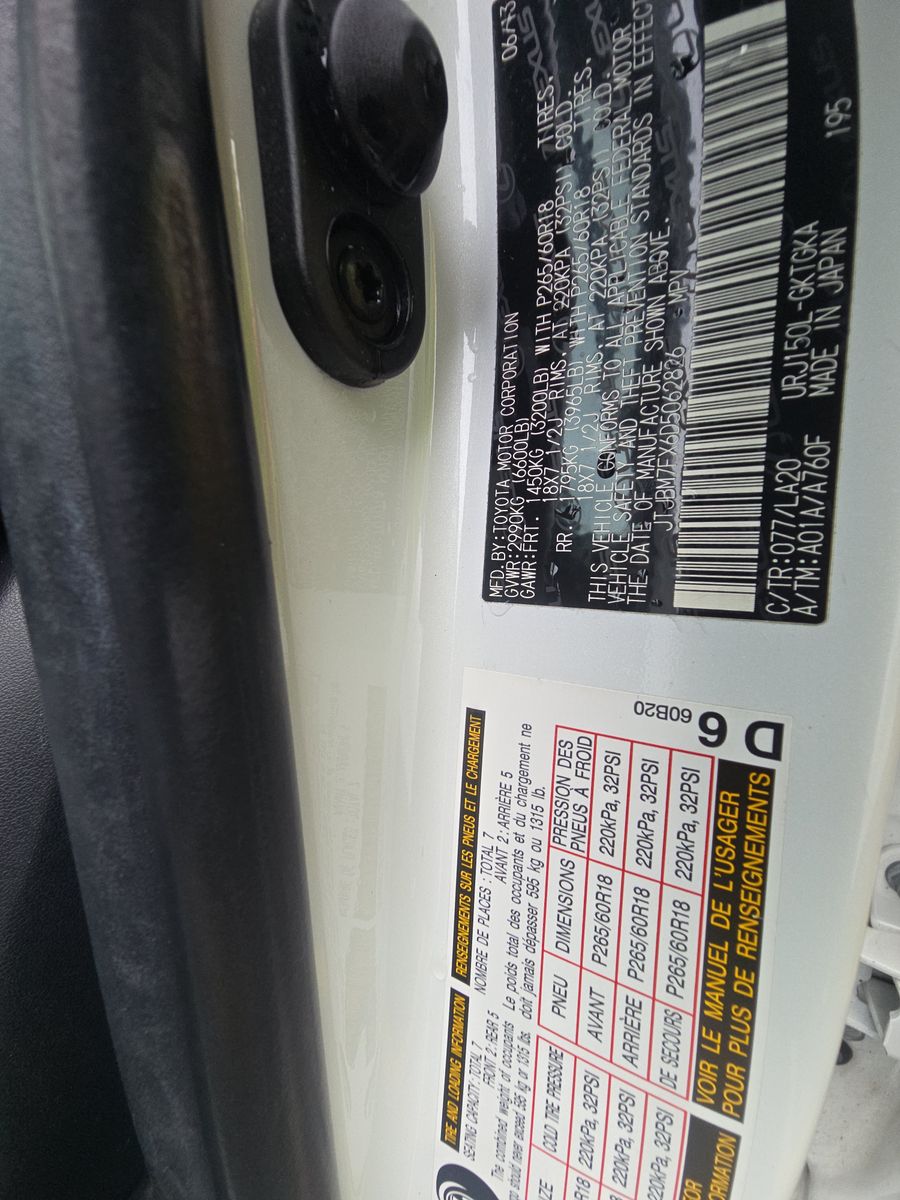 MFD.BY:TOYOTA MOTOR CORPORATION 06/13
GVWR:2990KG (6600LB)
GAWR:FRT. 1450KG (3200LB) WITH P265/60R18 TIRES,
18X7 1/2J RIMS, AT 220KPA (32PSI) COLD.
RR. 1795KG (3965LB) WITH P265/60R18 TIRES,
18X7 1/2J RIMS, AT 220KPA (32PSI) COLD.
THIS VEHICLE CONFORMS TO ALL APPLICABLE FEDERAL MOTOR
VEHICLE SAFETY AND THEFT PREVENTION STANDARDS IN EFFECT
THE DATE OF MANUFACTURE SHOWN ABOVE.
JTJBM7FX6D5062836 MPV
C/TR:077/LA20 URJ150L-GKTGKA 195
A/TM:A01A/A760F MADE IN JAPAN
TIRE AND LOADING INFORMATION
SEATING CAPACITY: TOTAL 7
FRONT 2:REAR 5
The combined weight of occupants
should never exceed 595 kg or 1315 lbs.
COLD TIRE PRESSURE
220kPa, 32PSI
220kPa, 32PSI
220kPa, 32PSI
RENSEIGNEMENTS SUR LES PNEUS ET LE CHARGEMENT
NOMBRE DE PLACES : TOTAL 7
AVANT 2: ARRIÈRE 5
Le poids total des occupants et du chargement ne
doit jamais dépasser 595 kg ou 1315 lb.
PNEU DIMENSIONS PRESSION DES PNEUS À FROID
AVANT P265/60R18 220kPa, 32PSI
ARRIÈRE P265/60R18 220kPa, 32PSI
DE SECOURS P265/60R18 220kPa, 32PSI
VOIR LE MANUEL DE L'USAGER
POUR PLUS DE RENSEIGNEMENTS
60B20
D6